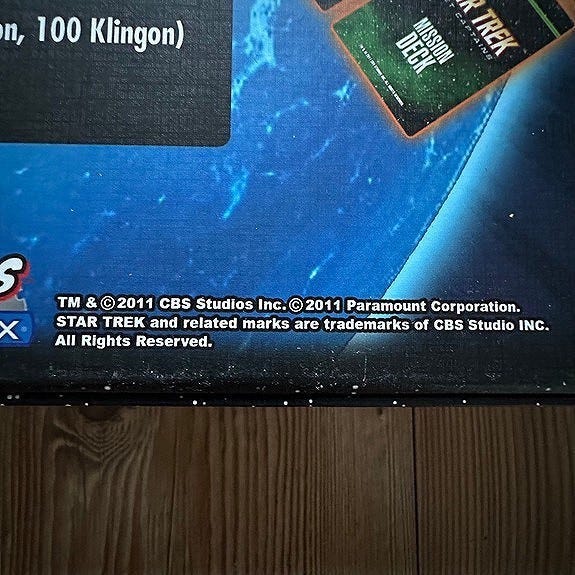 on, 100 Klingon)
STAR TREK
CAPTAINS
MISSION
DECK
S
X
TM & ©2011 CBS Studios Inc. ©2011 Paramount Corporation.
STAR TREK and related marks are trademarks of CBS Studio INC.
All Rights Reserved.